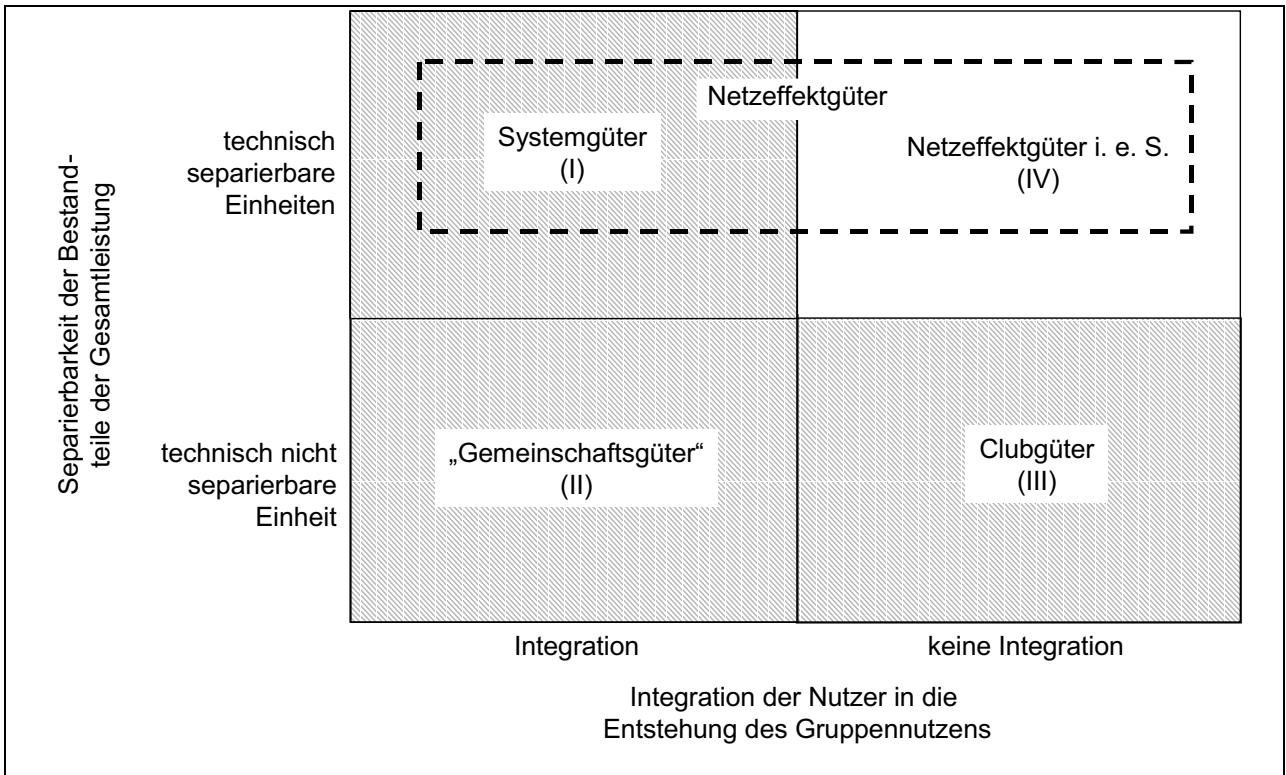 Separierbarkeit der Bestand-
teile der Gesamtleistung
technisch
separierbare
Einheiten
Netzeffektgüter
Systemgüter
(I)
Netzeffektgüter i. e. S.
(IV)
technisch nicht
separierbare
Einheit
„Gemeinschaftsgüter“
(II)
Clubgüter
(III)
Integration
keine Integration
Integration der Nutzer in die
Entstehung des Gruppennutzens